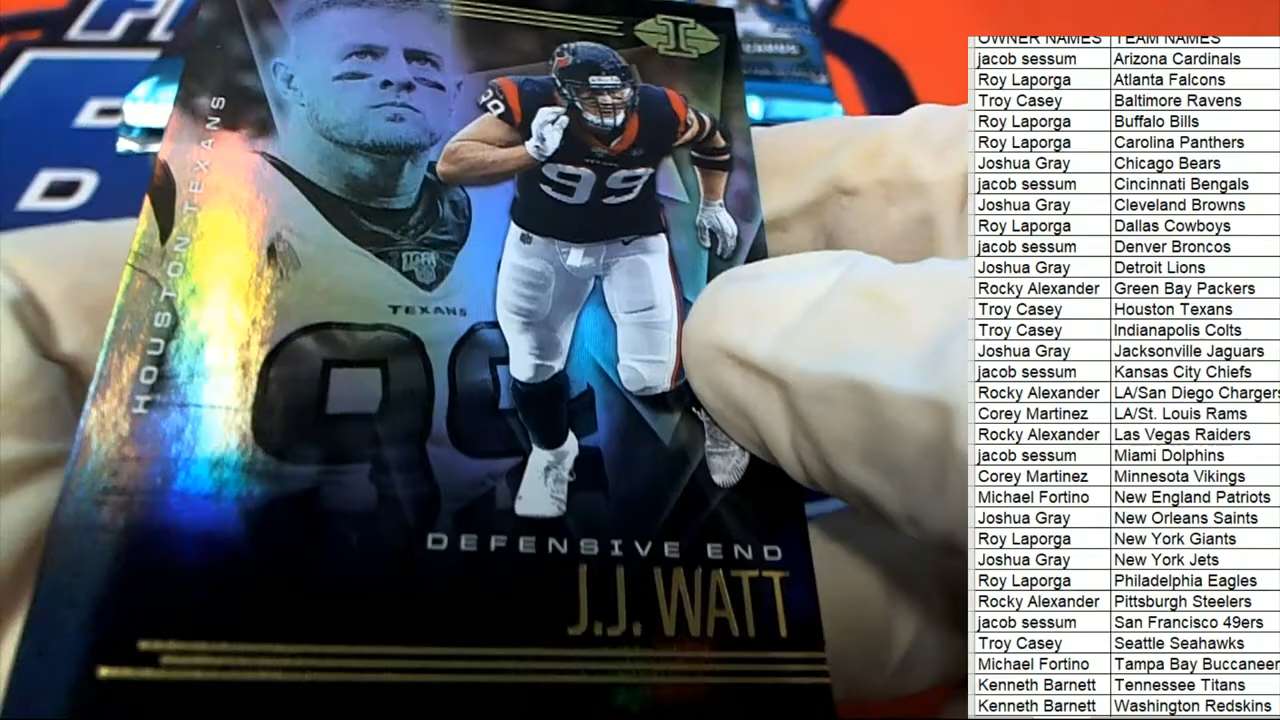 HOUSTON TEXANS
I
99
99
TEXANS
99
DEFENSIVE END
J.J. WATT
D
OWNER NAMES TEAM NAMES
jacob sessum Arizona Cardinals
Roy Laporga Atlanta Falcons
Troy Casey Baltimore Ravens
Roy Laporga Buffalo Bills
Roy Laporga Carolina Panthers
Joshua Gray Chicago Bears
jacob sessum Cincinnati Bengals
Joshua Gray Cleveland Browns
Roy Laporga Dallas Cowboys
jacob sessum Denver Broncos
Joshua Gray Detroit Lions
Rocky Alexander Green Bay Packers
Troy Casey Houston Texans
Troy Casey Indianapolis Colts
Joshua Gray Jacksonville Jaguars
jacob sessum Kansas City Chiefs
Rocky Alexander LA/San Diego Chargers
Corey Martinez LA/St. Louis Rams
Rocky Alexander Las Vegas Raiders
jacob sessum Miami Dolphins
Corey Martinez Minnesota Vikings
Michael Fortino New England Patriots
Joshua Gray New Orleans Saints
Roy Laporga New York Giants
Joshua Gray New York Jets
Roy Laporga Philadelphia Eagles
Rocky Alexander Pittsburgh Steelers
jacob sessum San Francisco 49ers
Troy Casey Seattle Seahawks
Michael Fortino Tampa Bay Buccaneer
Kenneth Barnett Tennessee Titans
Kenneth Barnett Washington Redskins